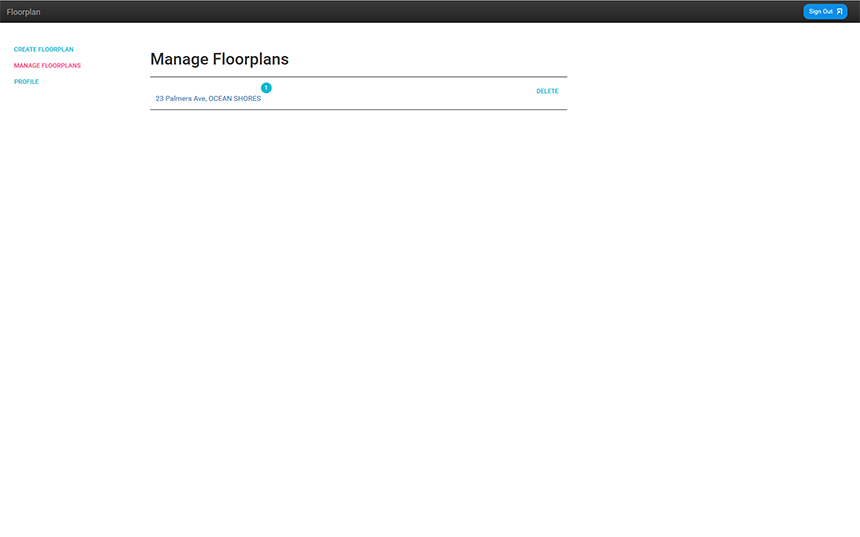 Floorplan
Sign Out
CREATE FLOORPLAN
MANAGE FLOORPLANS
PROFILE
Manage Floorplans
1
23 Palmers Ave, OCEAN SHORES
DELETE